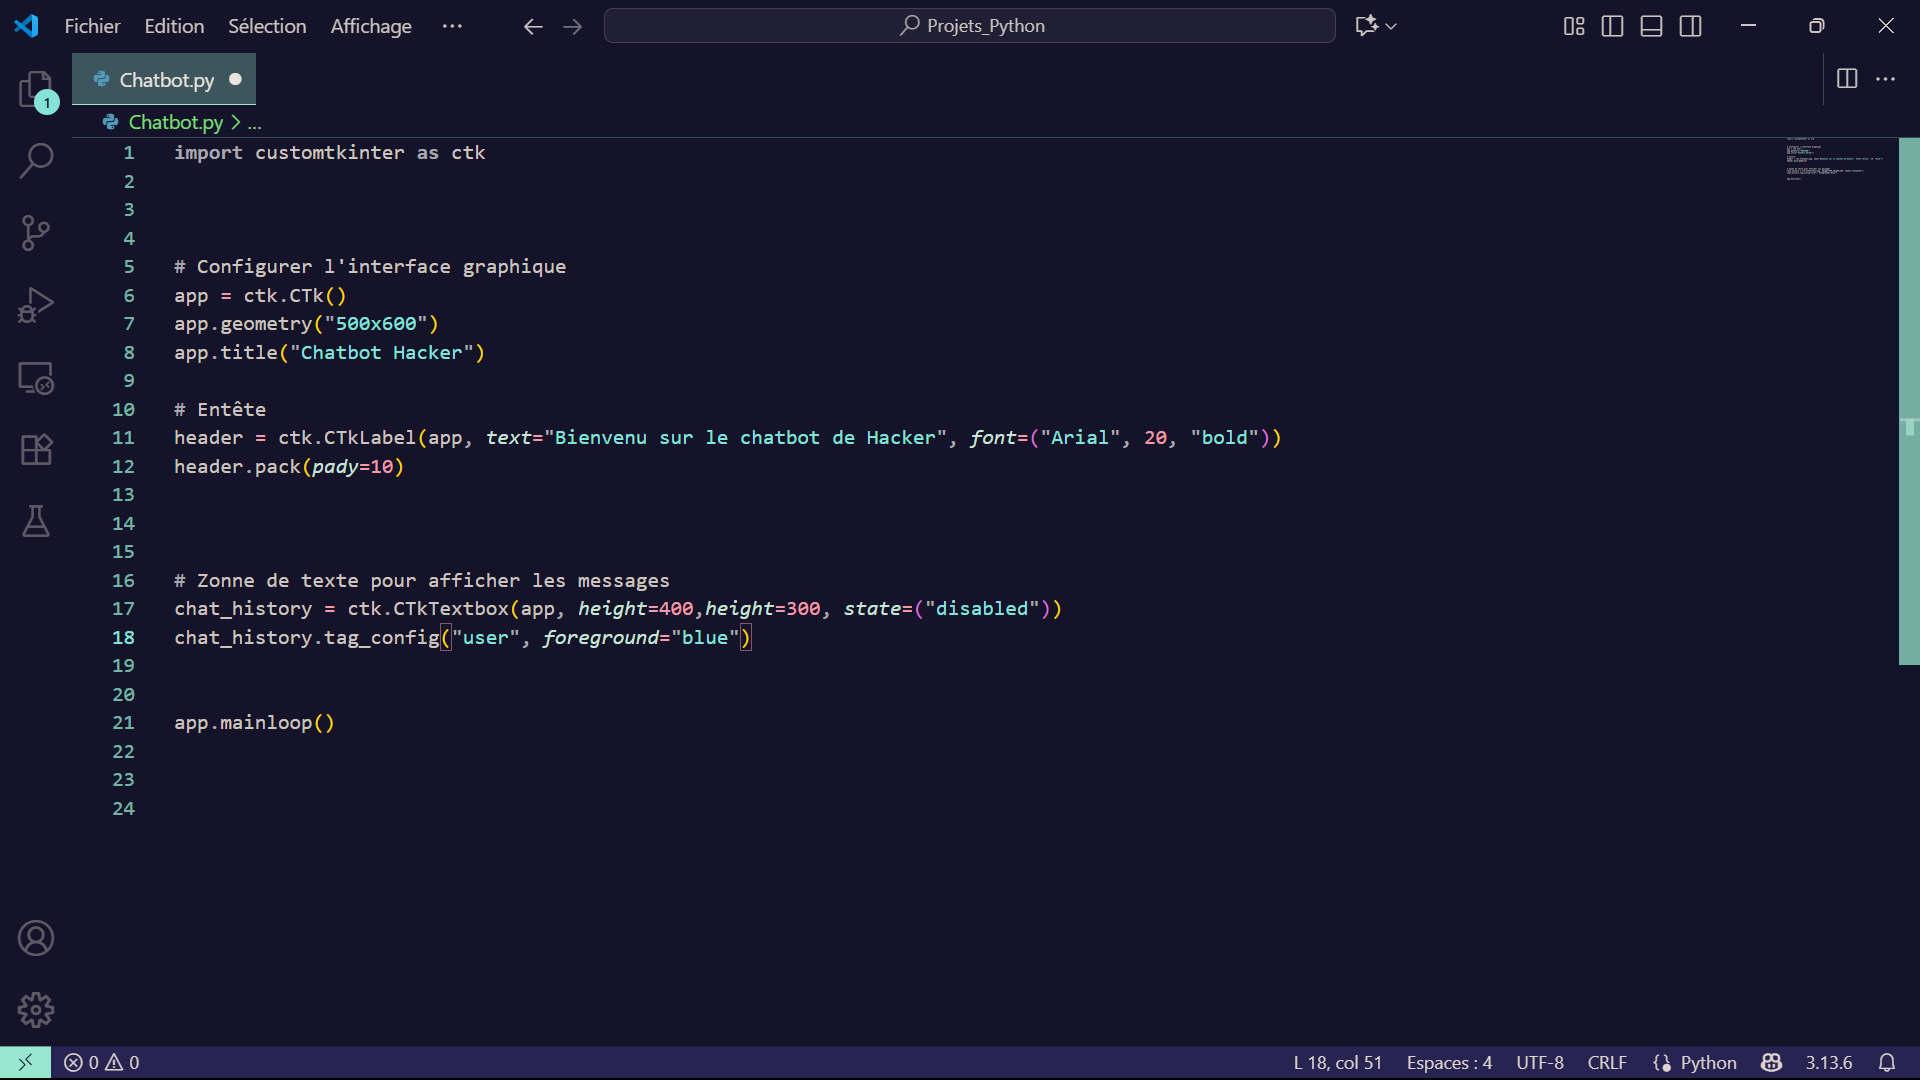 Fichier Edition Sélection Affichage ··· Projets_Python
Chatbot.py
1
Chatbot.py > ...
1 import customtkinter as ctk
2
3
4
5 # Configurer l'interface graphique
6 app = ctk.CTk()
7 app.geometry("500x600")
8 app.title("Chatbot Hacker")
9
10 # Entête
11 header = ctk.CTkLabel(app, text="Bienvenu sur le chatbot de Hacker", font=("Arial", 20, "bold"))
12 header.pack(pady=10)
13
14
15
16 # Zonne de texte pour afficher les messages
17 chat_history = ctk.CTkTextbox(app, height=400,height=300, state=("disabled"))
18 chat_history.tag_config("user", foreground="blue")
19
20
21 app.mainloop()
22
23
24
0 0 L 18, col 51 Espaces : 4 UTF-8 CRLF Python 3.13.6